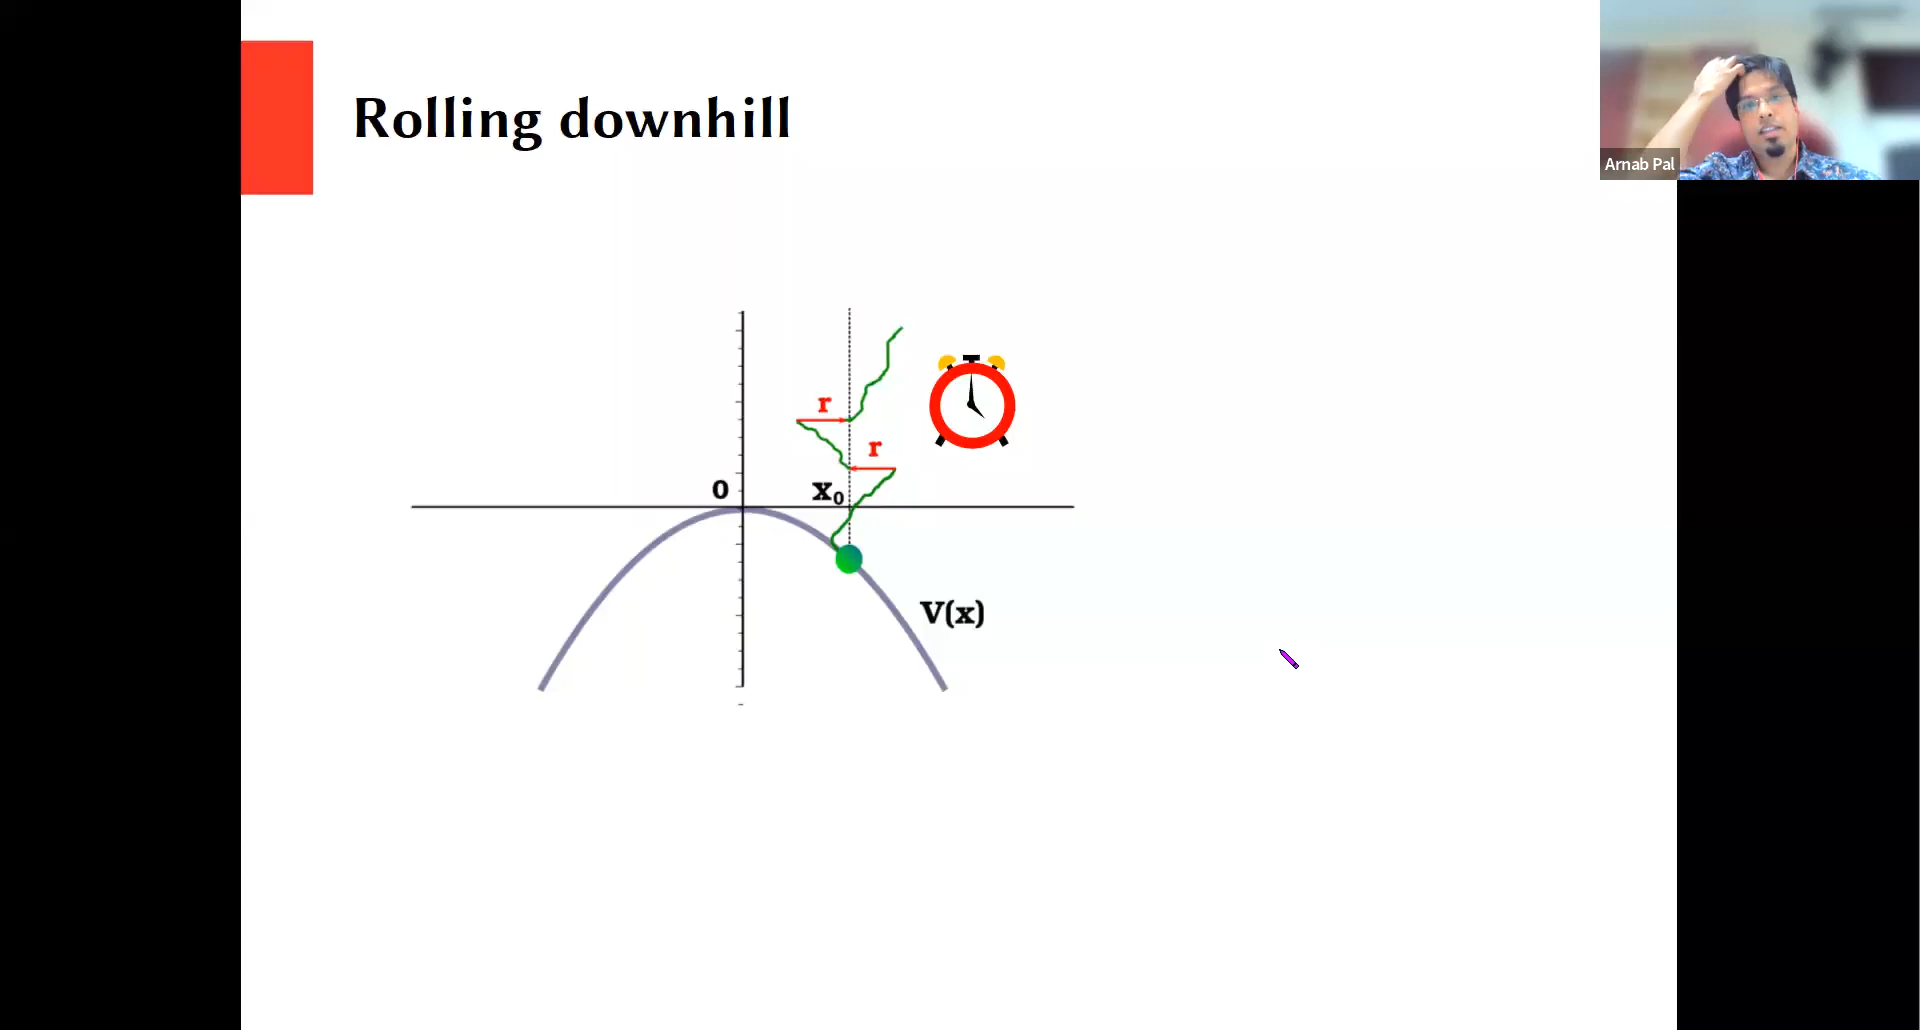 Rolling downhill
Arnab Pal
r
r
0
x₀
V(x)